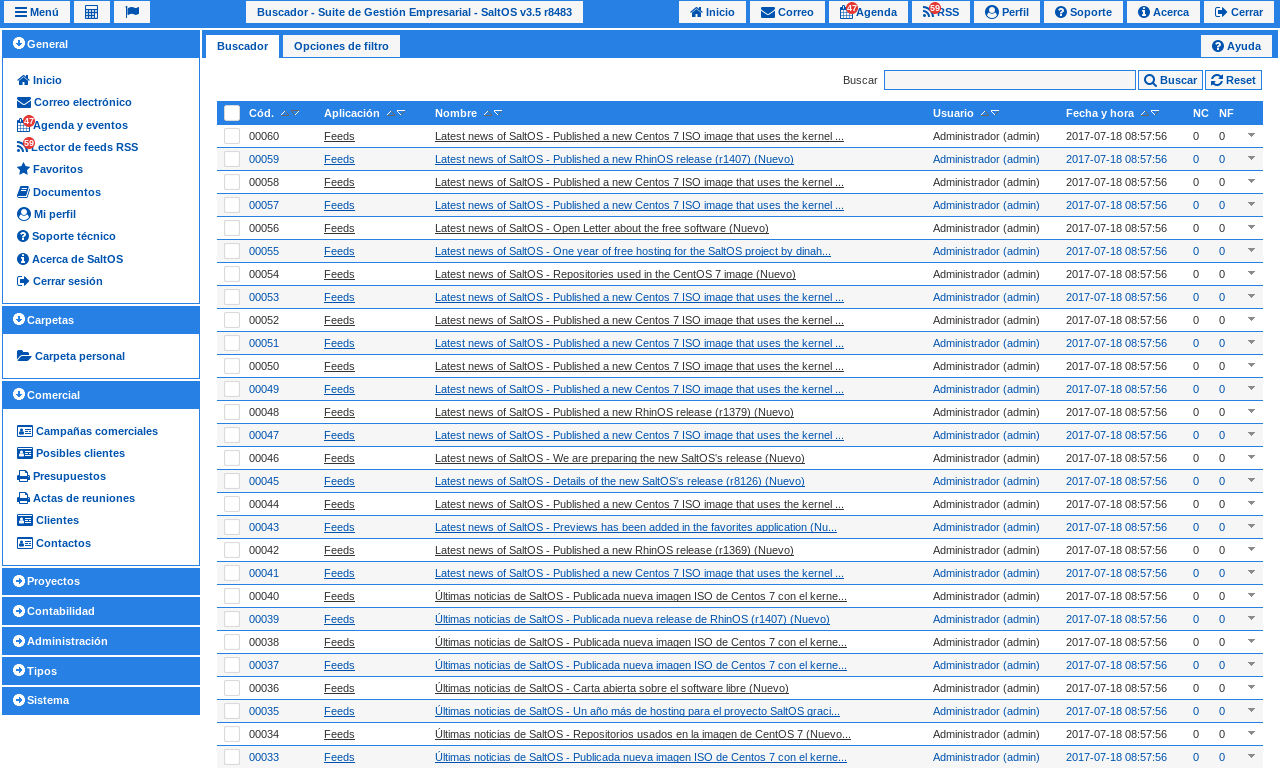 Menú
Buscador - Suite de Gestión Empresarial - SaltOS v3.5 r8483
Inicio Correo 47 Agenda 59 RSS Perfil Soporte Acerca Cerrar
General
Inicio
Correo electrónico
47 Agenda y eventos
59 Lector de feeds RSS
Favoritos
Documentos
Mi perfil
Soporte técnico
Acerca de SaltOS
Cerrar sesión
Carpetas
Carpeta personal
Comercial
Campañas comerciales
Posibles clientes
Presupuestos
Actas de reuniones
Clientes
Contactos
Proyectos
Contabilidad
Administración
Tipos
Sistema
Buscador Opciones de filtro Ayuda
Buscar Buscar Reset
Cód. Aplicación Nombre Usuario Fecha y hora NC NF
00060 Feeds Latest news of SaltOS - Published a new Centos 7 ISO image that uses the kernel ... Administrador (admin) 2017-07-18 08:57:56 0 0
00059 Feeds Latest news of SaltOS - Published a new RhinOS release (r1407) (Nuevo) Administrador (admin) 2017-07-18 08:57:56 0 0
00058 Feeds Latest news of SaltOS - Published a new Centos 7 ISO image that uses the kernel ... Administrador (admin) 2017-07-18 08:57:56 0 0
00057 Feeds Latest news of SaltOS - Published a new Centos 7 ISO image that uses the kernel ... Administrador (admin) 2017-07-18 08:57:56 0 0
00056 Feeds Latest news of SaltOS - Open Letter about the free software (Nuevo) Administrador (admin) 2017-07-18 08:57:56 0 0
00055 Feeds Latest news of SaltOS - One year of free hosting for the SaltOS project by dinah... Administrador (admin) 2017-07-18 08:57:56 0 0
00054 Feeds Latest news of SaltOS - Repositories used in the CentOS 7 image (Nuevo) Administrador (admin) 2017-07-18 08:57:56 0 0
00053 Feeds Latest news of SaltOS - Published a new Centos 7 ISO image that uses the kernel ... Administrador (admin) 2017-07-18 08:57:56 0 0
00052 Feeds Latest news of SaltOS - Published a new Centos 7 ISO image that uses the kernel ... Administrador (admin) 2017-07-18 08:57:56 0 0
00051 Feeds Latest news of SaltOS - Published a new Centos 7 ISO image that uses the kernel ... Administrador (admin) 2017-07-18 08:57:56 0 0
00050 Feeds Latest news of SaltOS - Published a new Centos 7 ISO image that uses the kernel ... Administrador (admin) 2017-07-18 08:57:56 0 0
00049 Feeds Latest news of SaltOS - Published a new Centos 7 ISO image that uses the kernel ... Administrador (admin) 2017-07-18 08:57:56 0 0
00048 Feeds Latest news of SaltOS - Published a new RhinOS release (r1379) (Nuevo) Administrador (admin) 2017-07-18 08:57:56 0 0
00047 Feeds Latest news of SaltOS - Published a new Centos 7 ISO image that uses the kernel ... Administrador (admin) 2017-07-18 08:57:56 0 0
00046 Feeds Latest news of SaltOS - We are preparing the new SaltOS's release (Nuevo) Administrador (admin) 2017-07-18 08:57:56 0 0
00045 Feeds Latest news of SaltOS - Details of the new SaltOS's release (r8126) (Nuevo) Administrador (admin) 2017-07-18 08:57:56 0 0
00044 Feeds Latest news of SaltOS - Published a new Centos 7 ISO image that uses the kernel ... Administrador (admin) 2017-07-18 08:57:56 0 0
00043 Feeds Latest news of SaltOS - Previews has been added in the favorites application (Nu... Administrador (admin) 2017-07-18 08:57:56 0 0
00042 Feeds Latest news of SaltOS - Published a new RhinOS release (r1369) (Nuevo) Administrador (admin) 2017-07-18 08:57:56 0 0
00041 Feeds Latest news of SaltOS - Published a new Centos 7 ISO image that uses the kernel ... Administrador (admin) 2017-07-18 08:57:56 0 0
00040 Feeds Últimas noticias de SaltOS - Publicada nueva imagen ISO de Centos 7 con el kerne... Administrador (admin) 2017-07-18 08:57:56 0 0
00039 Feeds Últimas noticias de SaltOS - Publicada nueva release de RhinOS (r1407) (Nuevo) Administrador (admin) 2017-07-18 08:57:56 0 0
00038 Feeds Últimas noticias de SaltOS - Publicada nueva imagen ISO de Centos 7 con el kerne... Administrador (admin) 2017-07-18 08:57:56 0 0
00037 Feeds Últimas noticias de SaltOS - Publicada nueva imagen ISO de Centos 7 con el kerne... Administrador (admin) 2017-07-18 08:57:56 0 0
00036 Feeds Últimas noticias de SaltOS - Carta abierta sobre el software libre (Nuevo) Administrador (admin) 2017-07-18 08:57:56 0 0
00035 Feeds Últimas noticias de SaltOS - Un año más de hosting para el proyecto SaltOS graci... Administrador (admin) 2017-07-18 08:57:56 0 0
00034 Feeds Últimas noticias de SaltOS - Repositorios usados en la imagen de CentOS 7 (Nuevo... Administrador (admin) 2017-07-18 08:57:56 0 0
00033 Feeds Últimas noticias de SaltOS - Publicada nueva imagen ISO de Centos 7 con el kerne... Administrador (admin) 2017-07-18 08:57:56 0 0